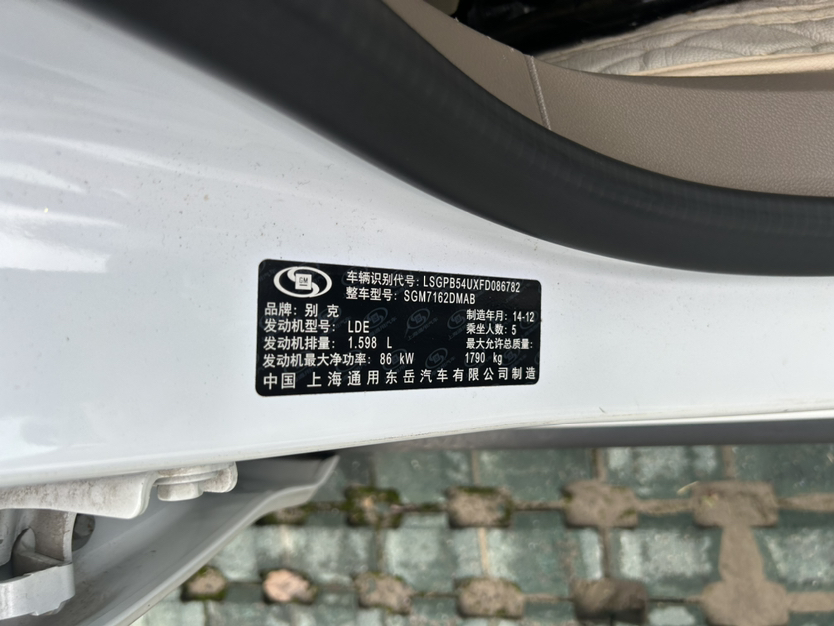 GM
车辆识别代号: LSGPB54UXFD086782
整车型号: SGM7162DMAB
品牌: 别 克
制造年月: 14-12
发动机型号: LDE
乘坐人数: 5
发动机排量: 1.598 L
最大允许总质量:
发动机最大净功率: 86 kW
1790 kg
中国 上海通用东岳汽车有限公司制造